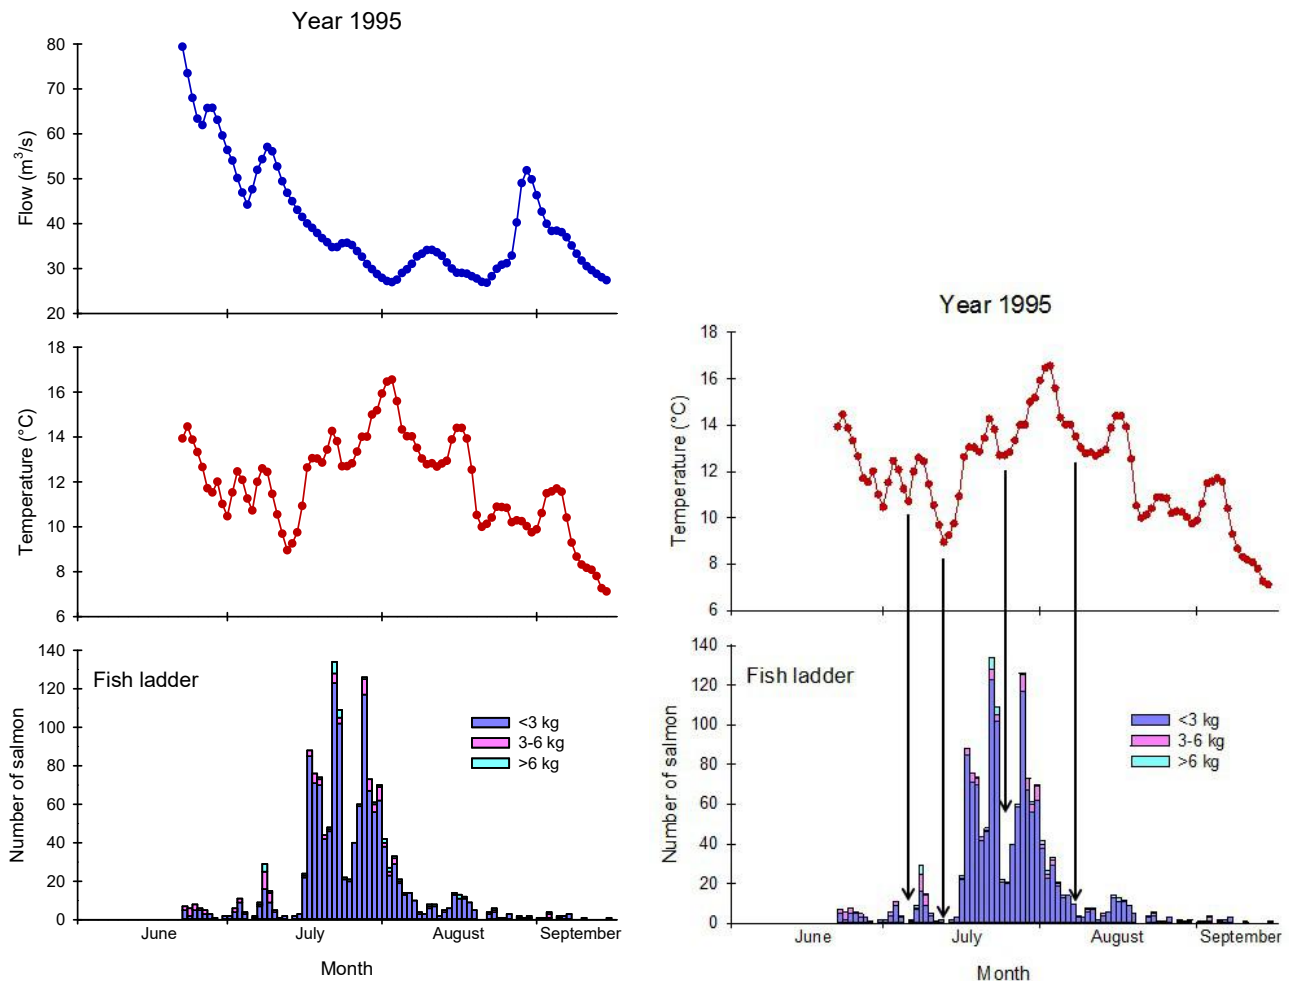 Year 1995
80
70
60
50
40
30
20
Flow (m³/s)
18
16
14
12
10
8
6
Temperature (°C)
140
120
100
80
60
40
20
0
Number of salmon
Fish ladder
<3 kg
3-6 kg
>6 kg
June July August September
Month
Year 1995
18
16
14
12
10
8
6
Temperature (°C)
140
120
100
80
60
40
20
0
Number of salmon
Fish ladder
<3 kg
3-6 kg
>6 kg
June July August September
Month